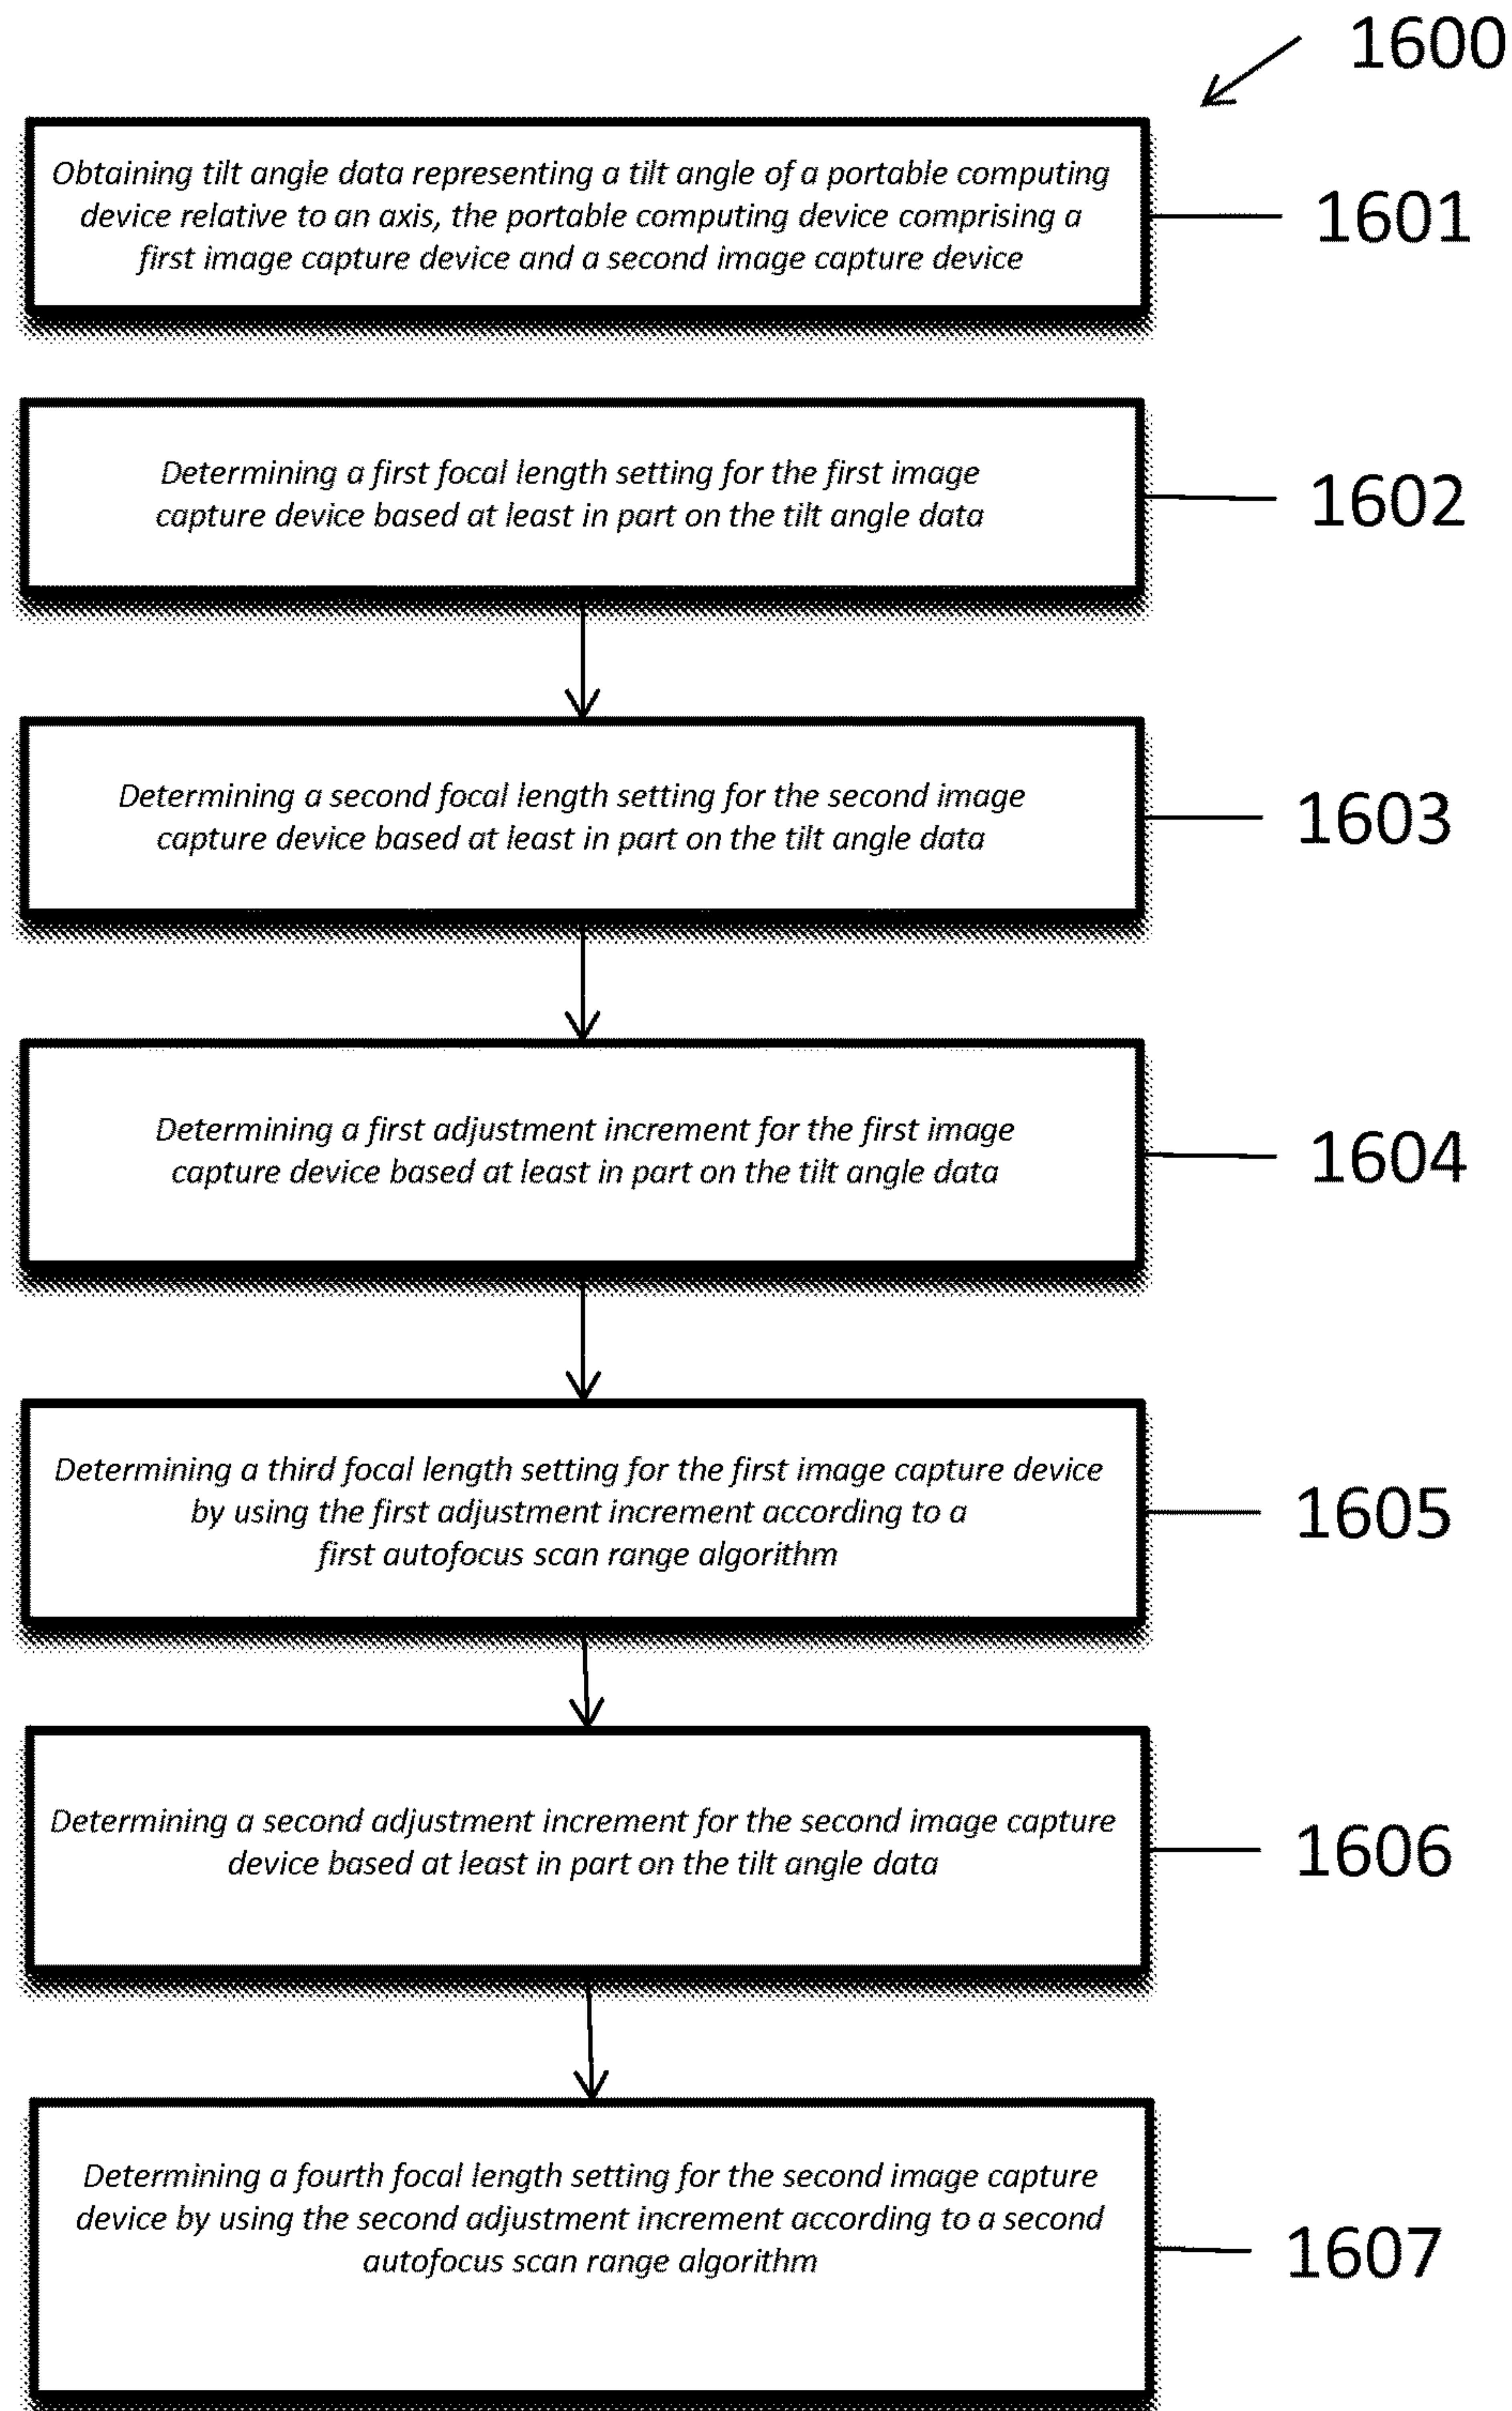 1600
Obtaining tilt angle data representing a tilt angle of a portable computing
device relative to an axis, the portable computing device comprising a
first image capture device and a second image capture device
1601
Determining a first focal length setting for the first image
capture device based at least in part on the tilt angle data
1602
Determining a second focal length setting for the second image
capture device based at least in part on the tilt angle data
1603
Determining a first adjustment increment for the first image
capture device based at least in part on the tilt angle data
1604
Determining a third focal length setting for the first image capture device
by using the first adjustment increment according to a
first autofocus scan range algorithm
1605
Determining a second adjustment increment for the second image capture
device based at least in part on the tilt angle data
1606
Determining a fourth focal length setting for the second image capture
device by using the second adjustment increment according to a second
autofocus scan range algorithm
1607